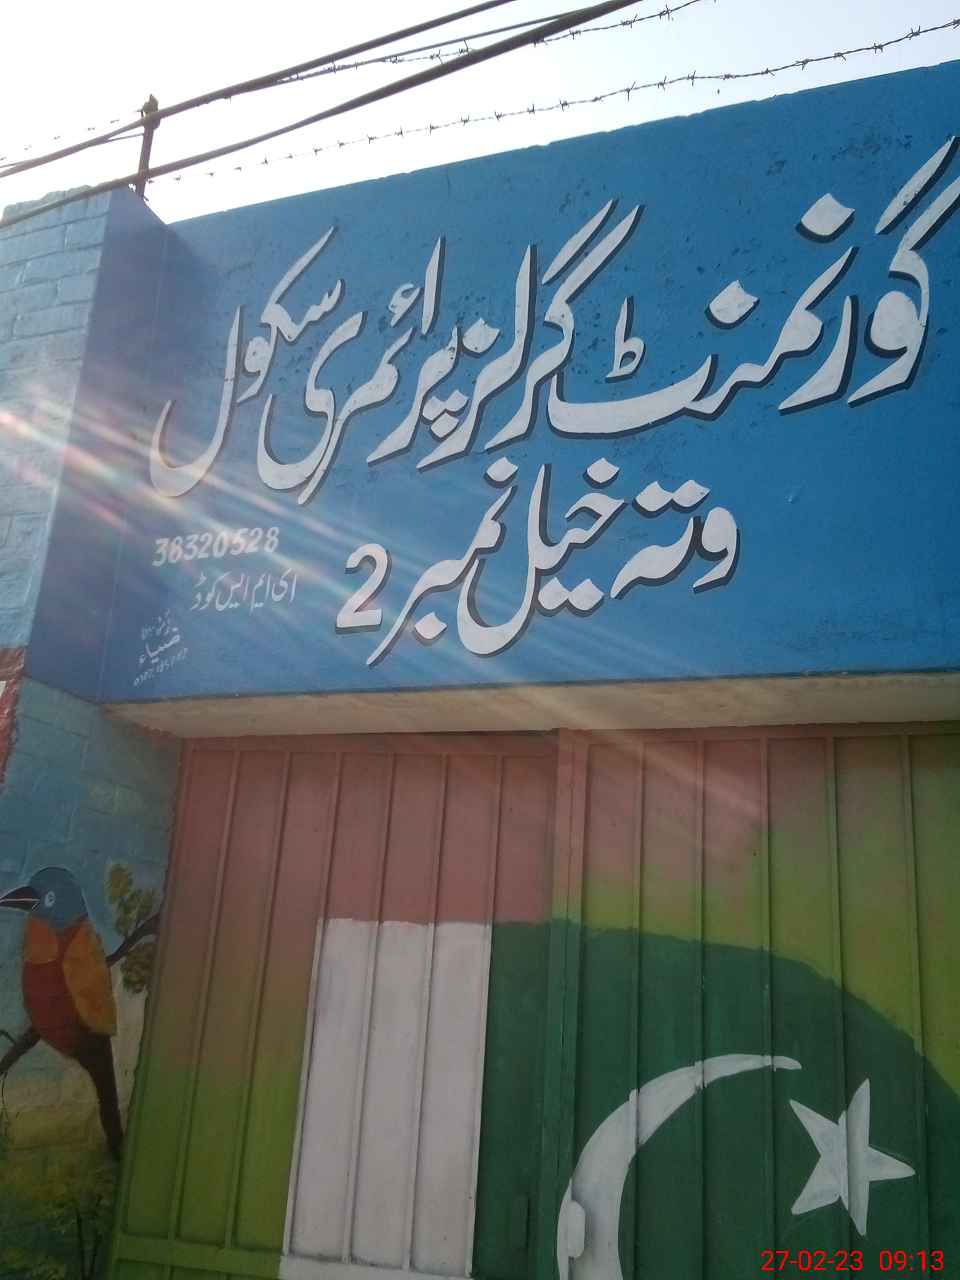 گورنمنٹ گرلز پرائمری سکول
وتہ خیل نمبر 2
38320528
ای ایم ایس کوڈ
ضیاء
27-02-23 09:13